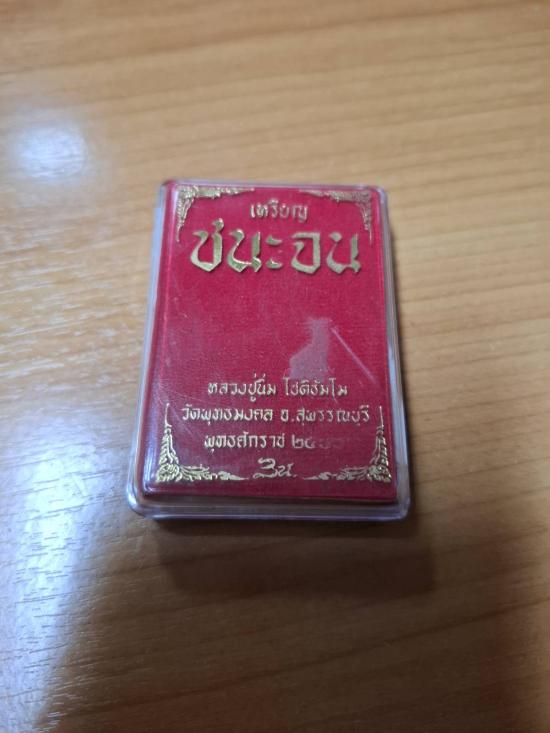 เหรียญ
ชนะจน
หลวงปู่นิ่ม โชติธัมโม
วัดพุทธมงคล จ.สุพรรณบุรี
พุทธศักราช